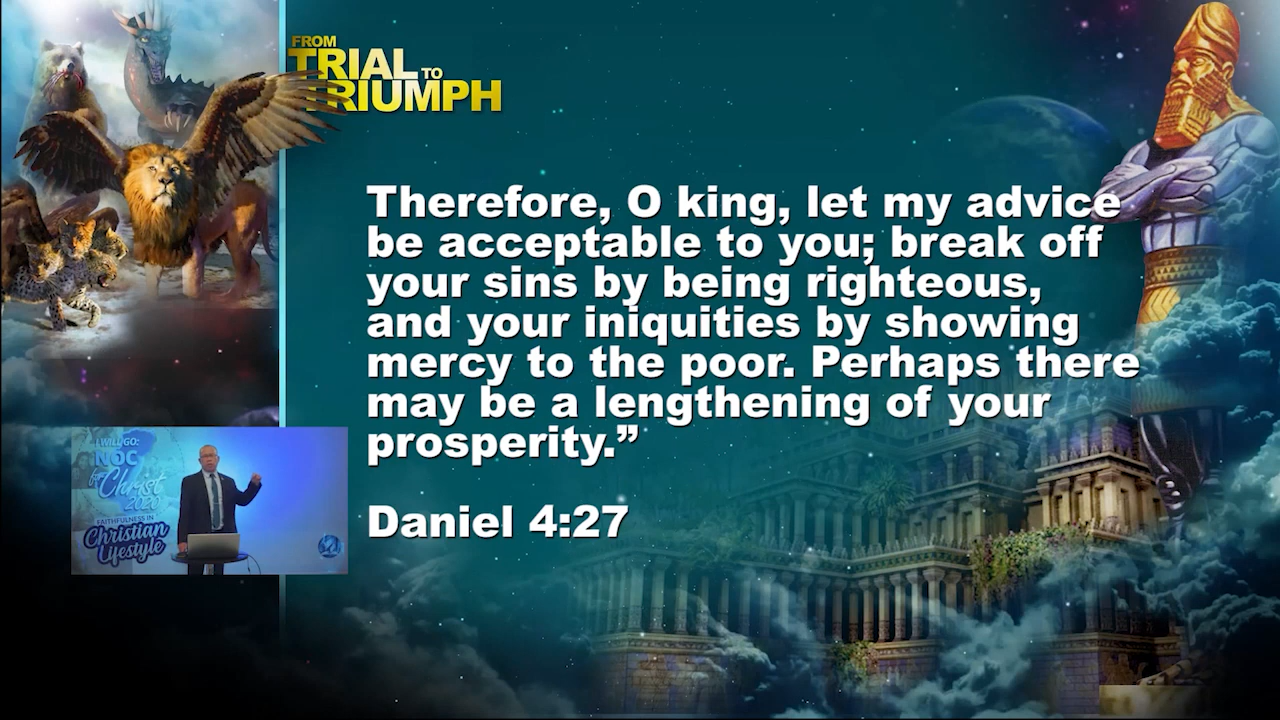 FROM
TRIAL TO
TRIUMPH
Therefore, O king, let my advice
be acceptable to you; break off
your sins by being righteous,
and your iniquities by showing
mercy to the poor. Perhaps there
may be a lengthening of your
prosperity.”
Daniel 4:27
I WILL GO:
NOC
for
Christ
2020
FAITHFULNESS IN
Christian
Lifestyle